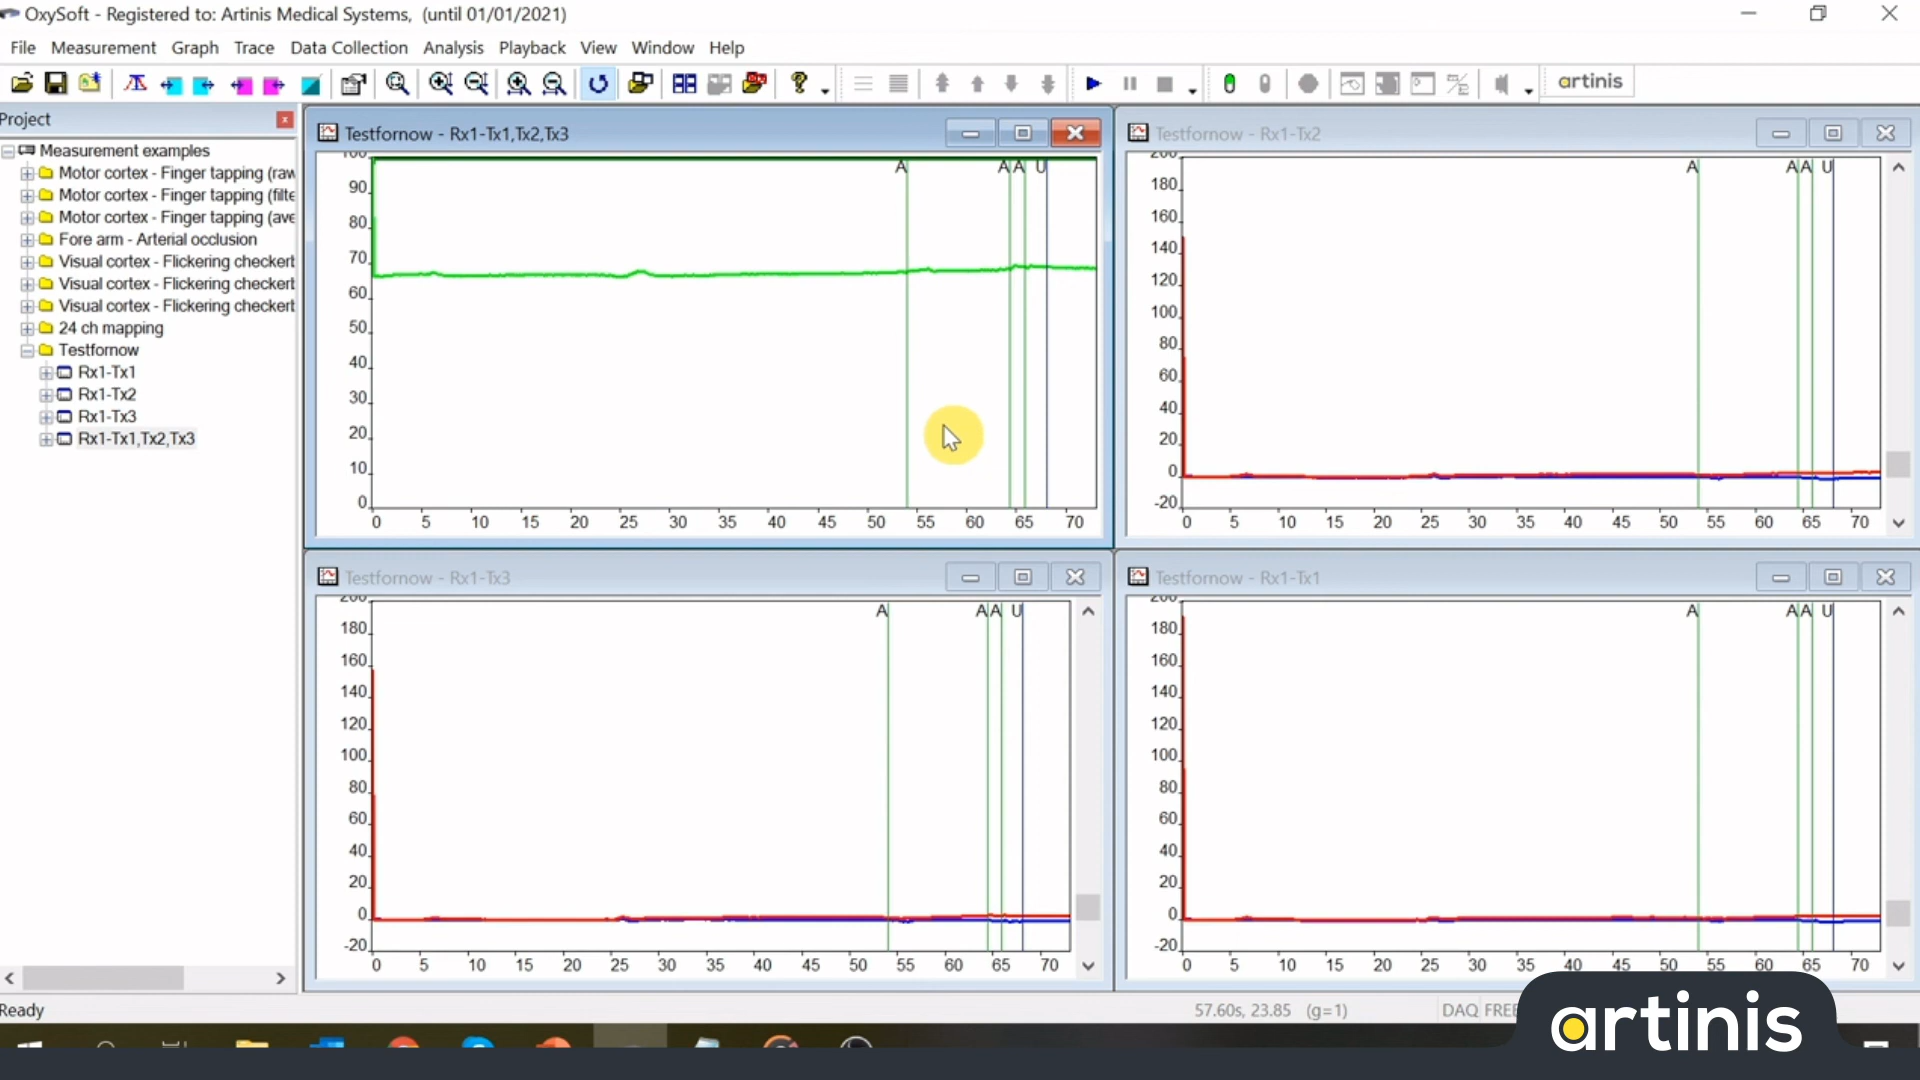 OxySoft - Registered to: Artinis Medical Systems, (until 01/01/2021)
File Measurement Graph Trace Data Collection Analysis Playback View Window Help
artinis
Project
Measurement examples
Motor cortex - Finger tapping (raw
Motor cortex - Finger tapping (filte
Motor cortex - Finger tapping (ave
Fore arm - Arterial occlusion
Visual cortex - Flickering checkerb
Visual cortex - Flickering checkerb
Visual cortex - Flickering checkerb
24 ch mapping
Testfornow
Rx1-Tx1
Rx1-Tx2
Rx1-Tx3
Rx1-Tx1,Tx2,Tx3
Testfornow - Rx1-Tx1,Tx2,Tx3
A A A U
100
90
80
70
60
50
40
30
20
10
0
0 5 10 15 20 25 30 35 40 45 50 55 60 65 70
Testfornow - Rx1-Tx2
A A A U
200
180
160
140
120
100
80
60
40
20
0
-20
0 5 10 15 20 25 30 35 40 45 50 55 60 65 70
Testfornow - Rx1-Tx3
A A A U
200
180
160
140
120
100
80
60
40
20
0
-20
0 5 10 15 20 25 30 35 40 45 50 55 60 65 70
Testfornow - Rx1-Tx1
A A A U
200
180
160
140
120
100
80
60
40
20
0
-20
0 5 10 15 20 25 30 35 40 45 50 55 60 65 70
Ready
57.60s, 23.85 (g=1)
DAQ FREE
artinis